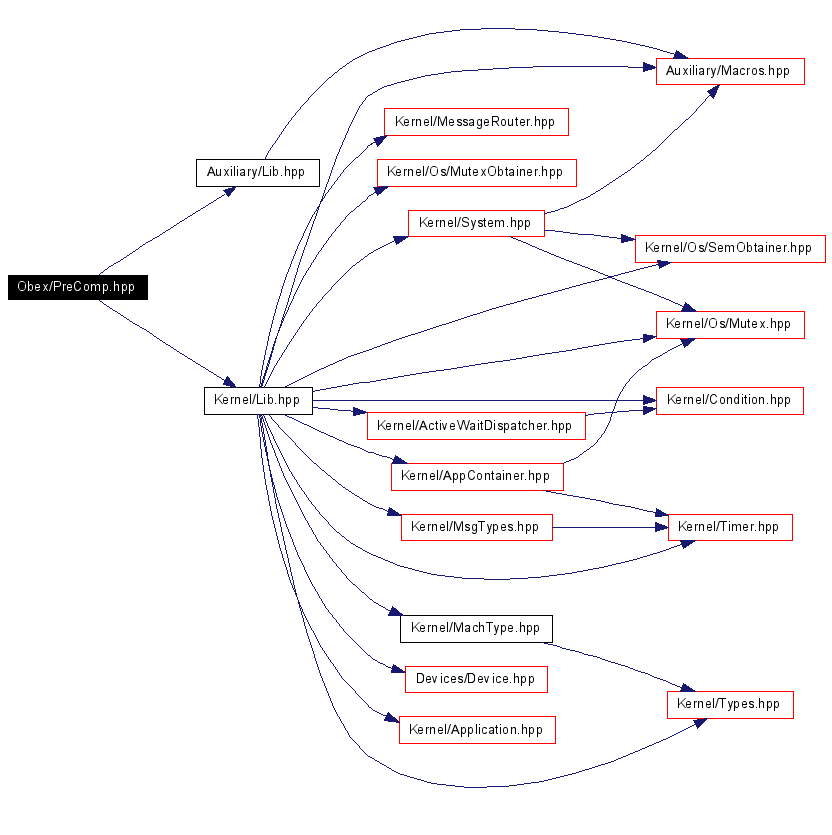 Auxiliary/Macros.hpp
Kernel/MessageRouter.hpp
Auxiliary/Lib.hpp
Kernel/Os/MutexObtainer.hpp
Kernel/System.hpp
Kernel/Os/SemObtainer.hpp
Obex/PreComp.hpp
Kernel/Os/Mutex.hpp
Kernel/Lib.hpp
Kernel/Condition.hpp
Kernel/ActiveWaitDispatcher.hpp
Kernel/AppContainer.hpp
Kernel/MsgTypes.hpp
Kernel/Timer.hpp
Kernel/MachType.hpp
Devices/Device.hpp
Kernel/Types.hpp
Kernel/Application.hpp